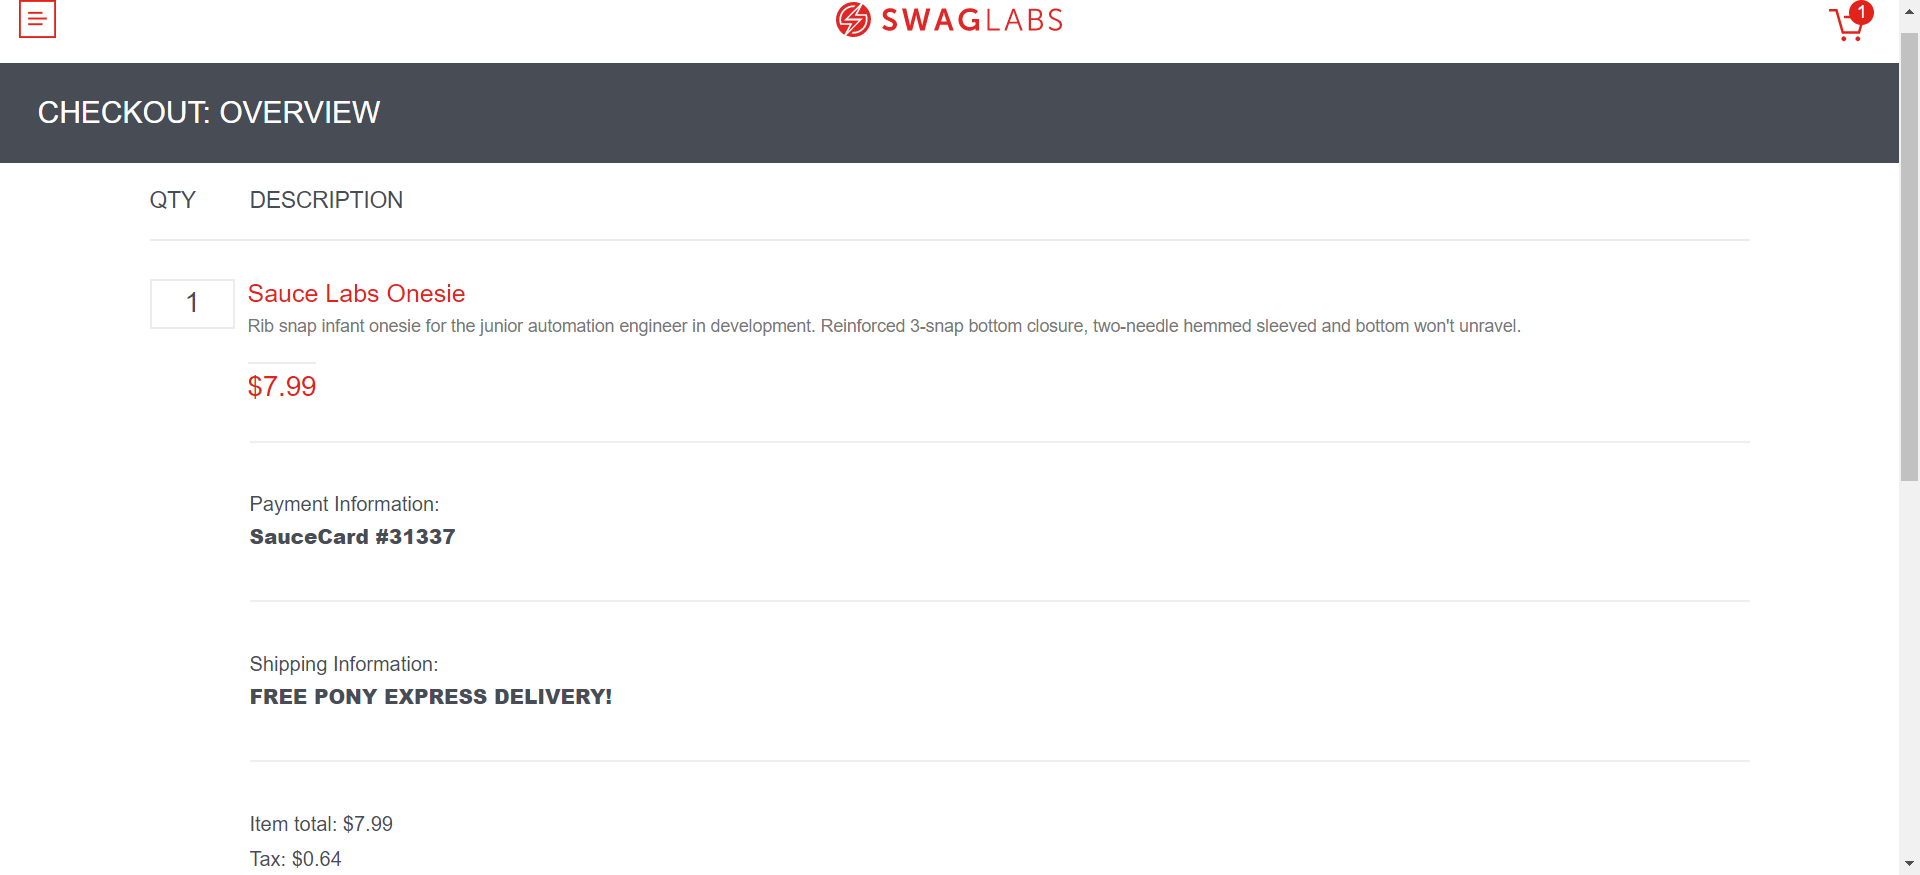 SWAGLABS
1
CHECKOUT: OVERVIEW
QTY DESCRIPTION
1
Sauce Labs Onesie
Rib snap infant onesie for the junior automation engineer in development. Reinforced 3-snap bottom closure, two-needle hemmed sleeved and bottom won't unravel.
$7.99
Payment Information:
SauceCard #31337
Shipping Information:
FREE PONY EXPRESS DELIVERY!
Item total: $7.99
Tax: $0.64